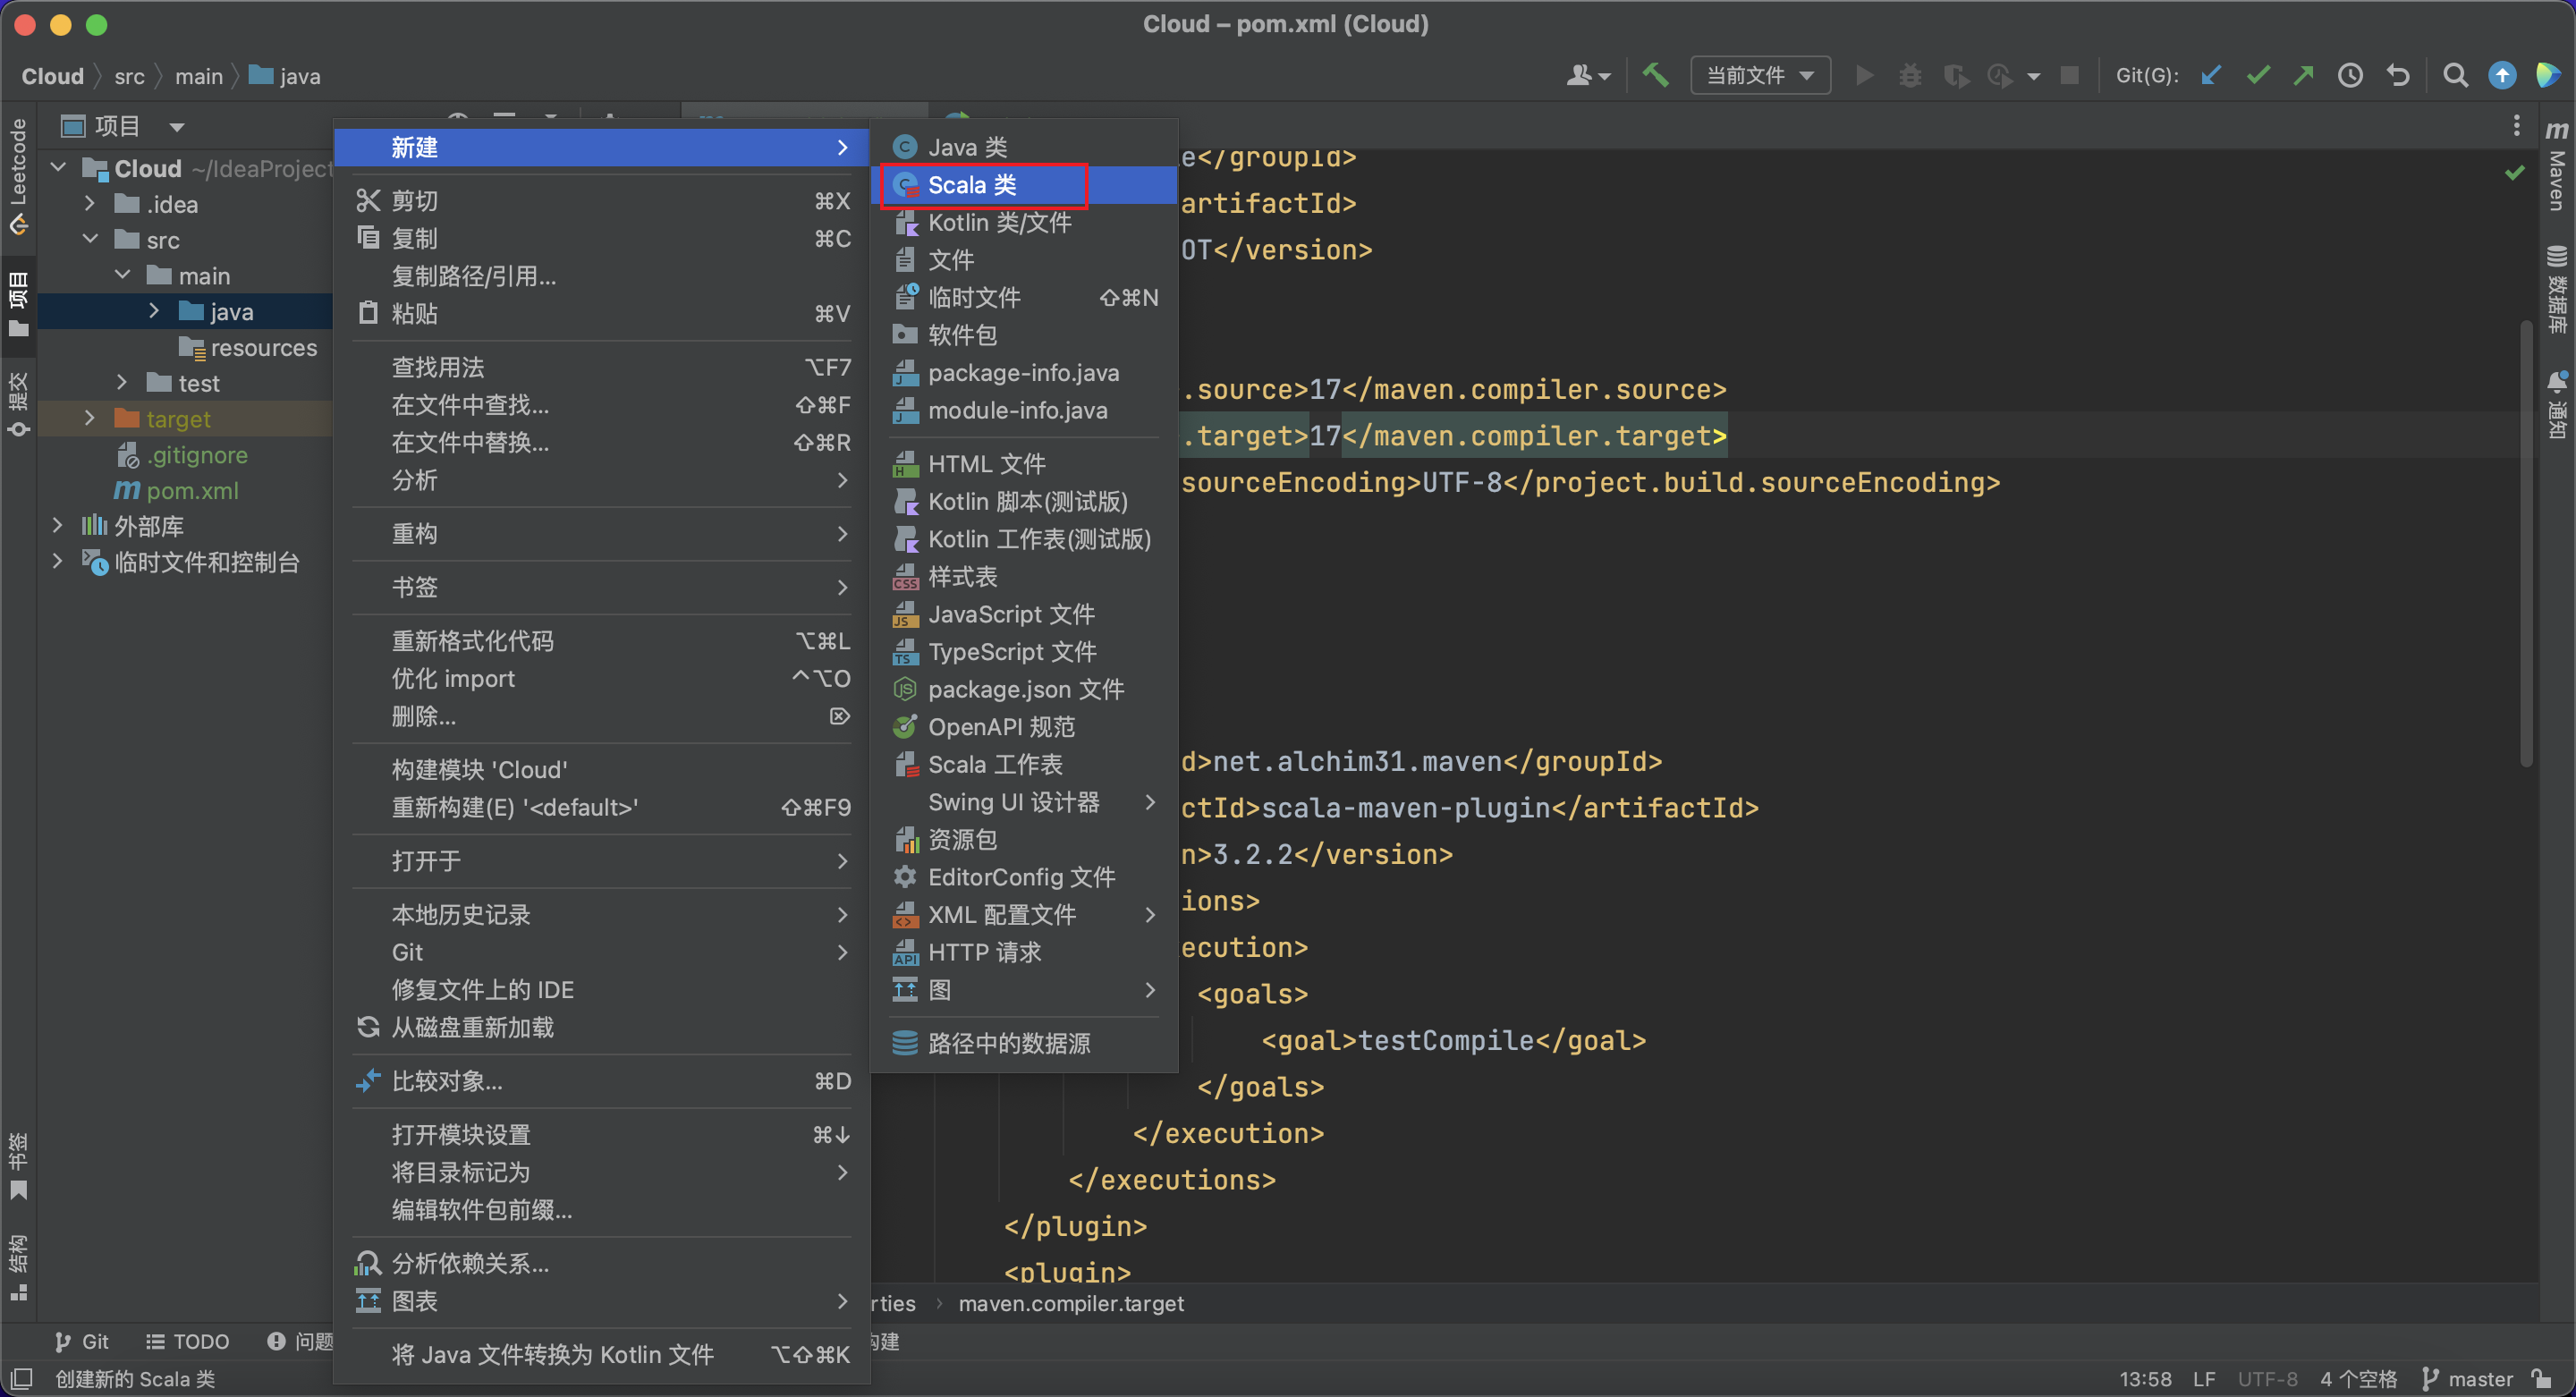 Cloud – pom.xml (Cloud)
Cloud src main java
当前文件
Git(G):
Leetcode
项目
提交
书签
结构
项目
Cloud ~/IdeaProject
.idea
src
main
java
resources
test
target
.gitignore
pom.xml
外部库
临时文件和控制台
新建
剪切 ⌘X
复制 ⌘C
复制路径/引用...
粘贴 ⌘V
查找用法 ⌥F7
在文件中查找... ⇧⌘F
在文件中替换... ⇧⌘R
分析
重构
书签
重新格式化代码 ⌥⌘L
优化 import ^⌥O
删除... ⌦
构建模块 'Cloud'
重新构建(E) '<default>' ⇧⌘F9
打开于
本地历史记录
Git
修复文件上的 IDE
从磁盘重新加载
比较对象... ⌘D
打开模块设置 ⌘↓
将目录标记为
编辑软件包前缀...
分析依赖关系...
图表
将 Java 文件转换为 Kotlin 文件 ⌥⇧⌘K
Java 类
Scala 类
Kotlin 类/文件
文件
临时文件 ⇧⌘N
软件包
package-info.java
module-info.java
HTML 文件
Kotlin 脚本(测试版)
Kotlin 工作表(测试版)
样式表
JavaScript 文件
TypeScript 文件
package.json 文件
OpenAPI 规范
Scala 工作表
Swing UI 设计器
资源包
EditorConfig 文件
XML 配置文件
HTTP 请求
图
路径中的数据源
e</groupId>
artifactId>
OT</version>
.source>17</maven.compiler.source>
.target>17</maven.compiler.target>
sourceEncoding>UTF-8</project.build.sourceEncoding>
d>net.alchim31.maven</groupId>
ctId>scala-maven-plugin</artifactId>
n>3.2.2</version>
ions>
ecution>
<goals>
<goal>testCompile</goal>
</goals>
</execution>
</executions>
</plugin>
<plugin>
rties › maven.compiler.target
Maven
数据库
通知
Git TODO 问题 构建
创建新的 Scala 类
13:58 LF UTF-8 4 个空格 master